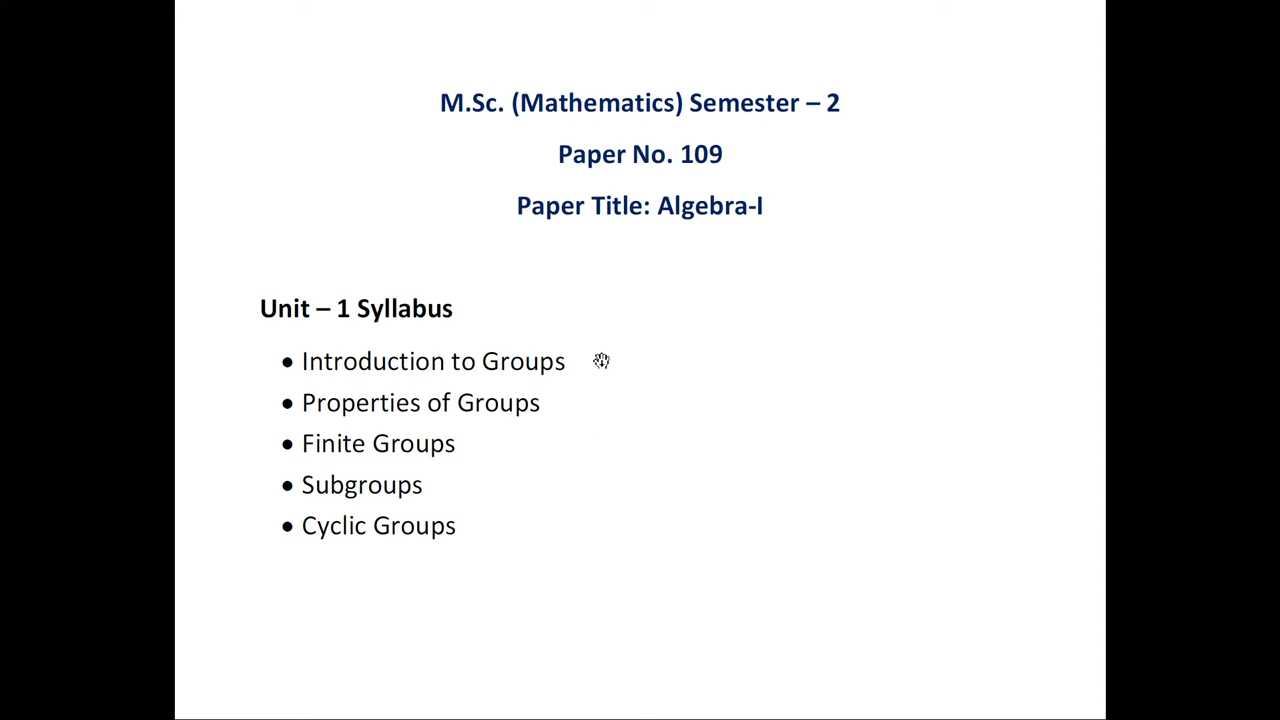 M.Sc. (Mathematics) Semester – 2
Paper No. 109
Paper Title: Algebra-I
Unit – 1 Syllabus
• Introduction to Groups
• Properties of Groups
• Finite Groups
• Subgroups
• Cyclic Groups